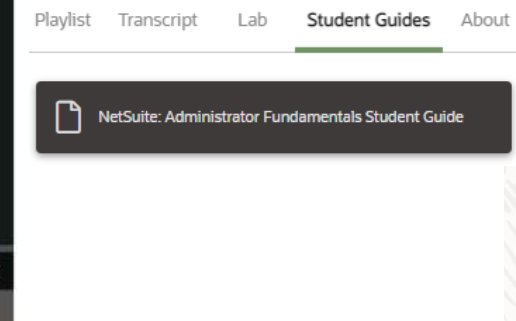 Playlist Transcript Lab Student Guides About
NetSuite: Administrator Fundamentals Student Guide